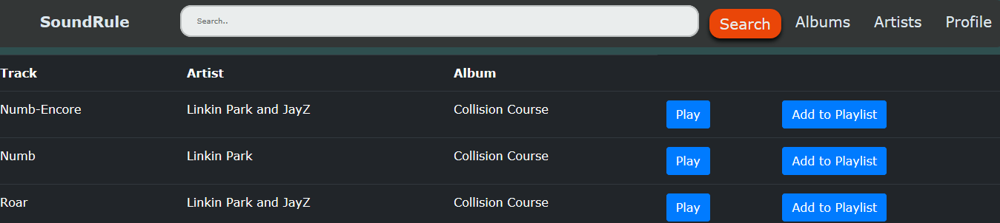 SoundRule Search.. Search Albums Artists Profile
Track Artist Album
Numb-Encore Linkin Park and JayZ Collision Course Play Add to Playlist
Numb Linkin Park Collision Course Play Add to Playlist
Roar Linkin Park and JayZ Collision Course Play Add to Playlist